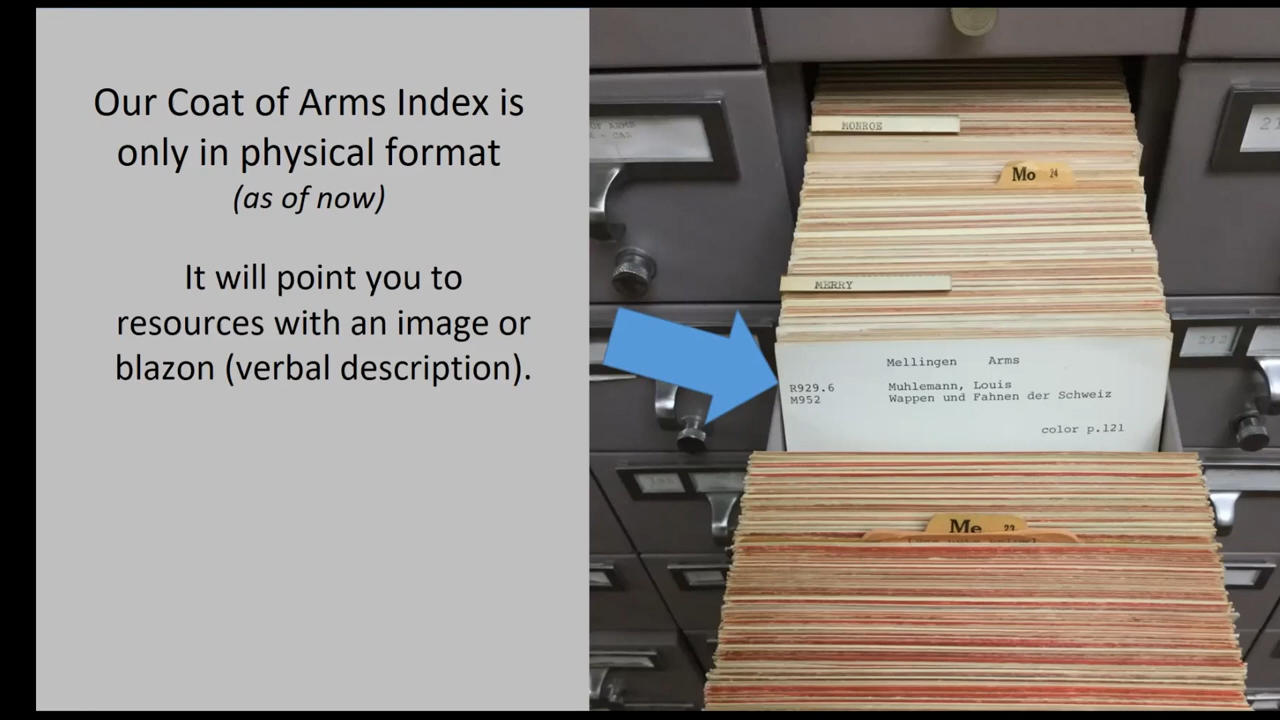 Our Coat of Arms Index is
only in physical format
(as of now)
It will point you to
resources with an image or
blazon (verbal description).
MONROE
Mo 24
MERRY
Mellingen Arms
R929.6 Muhlemann, Louis
M952 Wappen und Fahnen der Schweiz
color p.121
Me 23
212